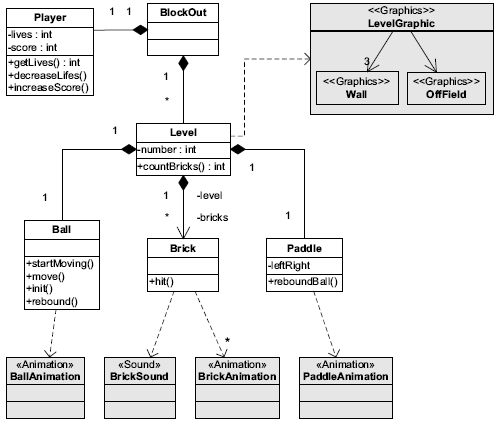 Player
-lives : int
-score : int
+getLives() : int
+decreaseLifes()
+increaseScore()
1
1
BlockOut
<<Graphics>>
LevelGraphic
3
<<Graphics>>
Wall
<<Graphics>>
OffField
1
*
Level
-number : int
+countBricks() : int
1
1
1
-level
*
-bricks
1
1
Ball
+startMoving()
+move()
+init()
+rebound()
Brick
+hit()
Paddle
-leftRight
+reboundBall()
*
«Animation»
BallAnimation
«Sound»
BrickSound
«Animation»
BrickAnimation
«Animation»
PaddleAnimation